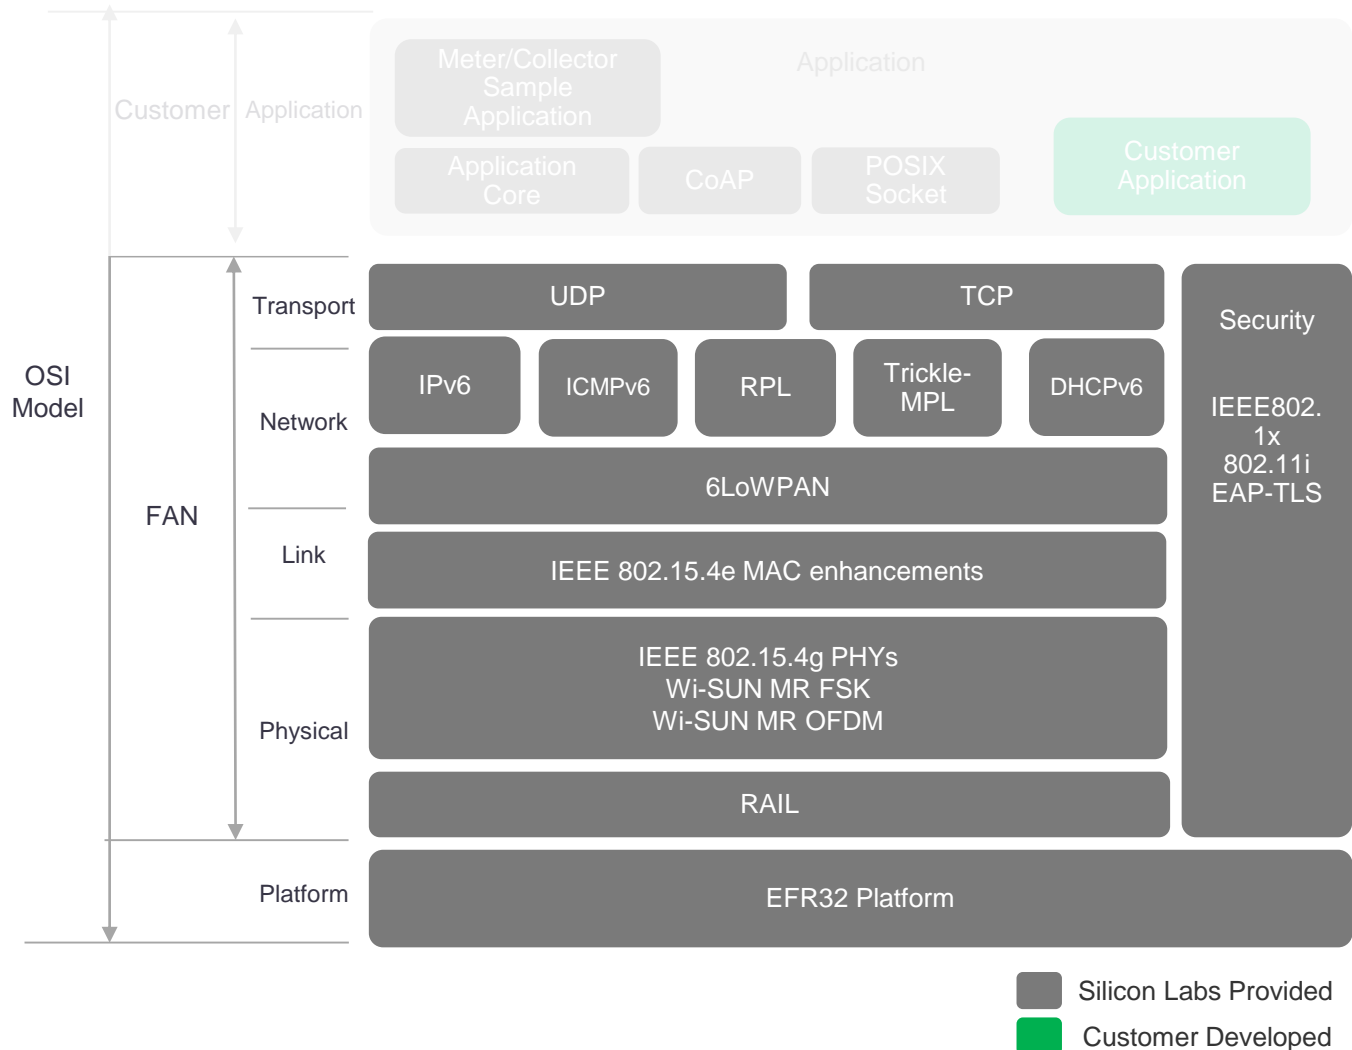 Customer
Application
Meter/Collector
Sample
Application
Application
Application
Core
CoAP
POSIX
Socket
Customer
Application
OSI
Model
FAN
Transport
UDP
TCP
Security
IEEE802.
1x
802.11i
EAP-TLS
Network
IPv6
ICMPv6
RPL
Trickle-
MPL
DHCPv6
6LoWPAN
Link
IEEE 802.15.4e MAC enhancements
Physical
IEEE 802.15.4g PHYs
Wi-SUN MR FSK
Wi-SUN MR OFDM
RAIL
Platform
EFR32 Platform
Silicon Labs Provided
Customer Developed